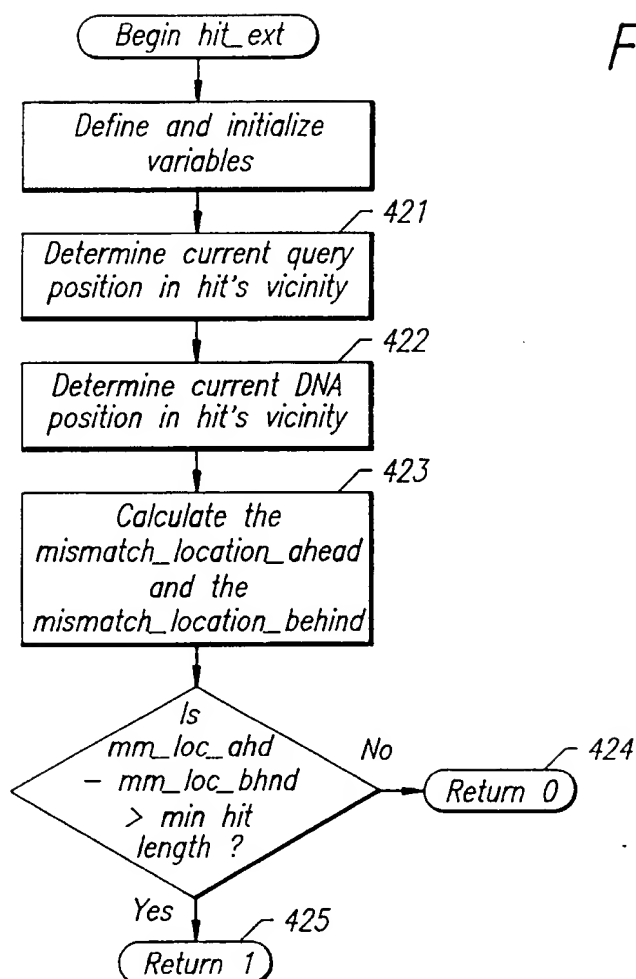 Begin hit_ext
F
Define and initialize
variables
421
Determine current query
position in hit's vicinity
422
Determine current DNA
position in hit's vicinity
423
Calculate the
mismatch_location_ahead
and the
mismatch_location_behind
Is
mm_loc_ahd
– mm_loc_bhnd
> min hit
length ?
No
424
Return 0
Yes
425
Return 1